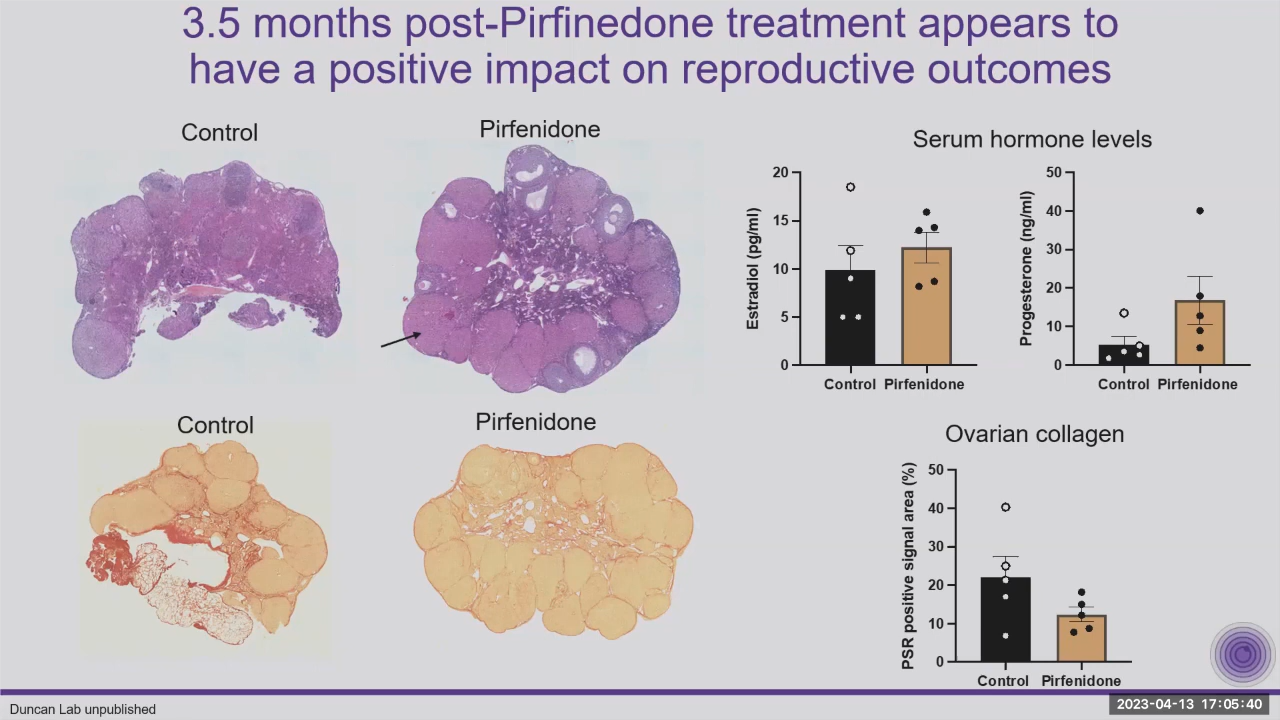 3.5 months post-Pirfinedone treatment appears to
have a positive impact on reproductive outcomes
Control
Pirfenidone
Serum hormone levels
Estradiol (pg/ml)
20
15
10
5
0
Control
Pirfenidone
Progesterone (ng/ml)
50
40
30
20
10
0
Control
Pirfenidone
Control
Pirfenidone
Ovarian collagen
PSR positive signal area (%)
50
40
30
20
10
0
Control
Pirfenidone
Duncan Lab unpublished
2023-04-13 17:05:40